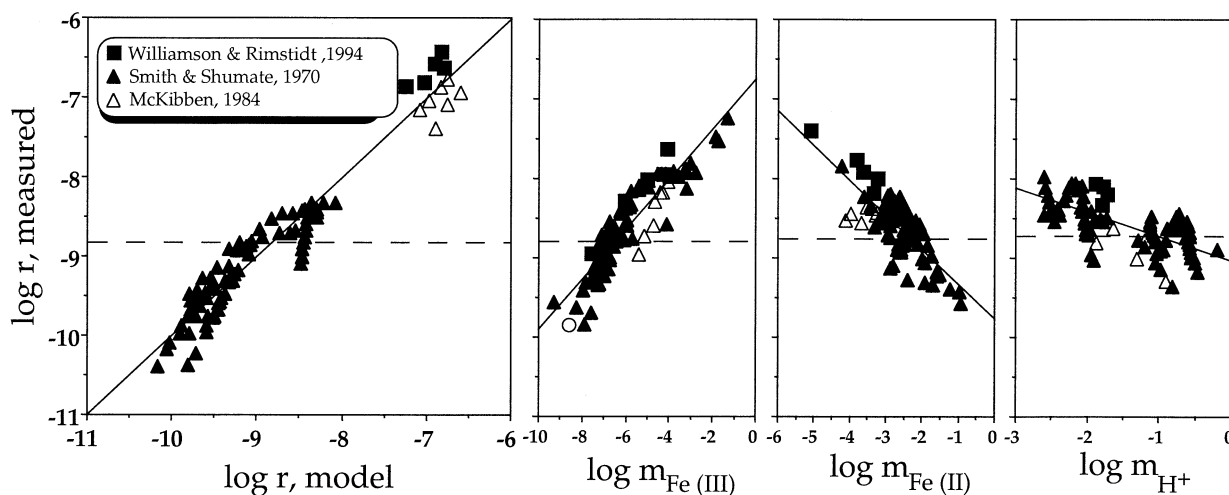 log r, measured
-6
-7
-8
-9
-10
-11
Williamson & Rimstidt ,1994
Smith & Shumate, 1970
McKibben, 1984
-11 -10 -9 -8 -7 -6
log r, model
-10 -8 -6 -4 -2 0
log m Fe (III)
-6 -5 -4 -3 -2 -1 0
log m Fe (II)
-3 -2 -1 0
log m H+